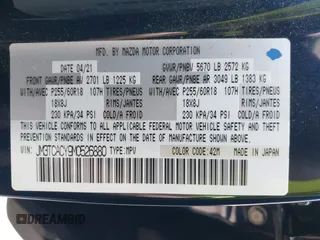 MFD. BY MAZDA MOTOR CORPORATION
DATE 04/21 GVWR/PNBV 5670 LB 2572 KG
FRONT GAWR/PNBE AV 2701 LB 1225 KG REAR GAWR/PNBE AR 3049 LB 1383 KG
WITH/AVEC P255/60R18 107H TIRES/PNEUS WITH/AVEC P255/60R18 107H TIRES/PNEUS
18X8J RIMS/JANTES 18X8J RIMS/JANTES
230 KPA/34 PSI COLD/A FROID 230 KPA/34 PSI COLD/A FROID
THIS VEHICLE CONFORMS TO ALL APPLICABLE FEDERAL MOTOR VEHICLE SAFETY AND THEFT PREVENTION STANDARDS IN EFFECT ON THE DATE OF MANUFACTURE SHOWN ABOVE.
VIN: JM3TCACY9M0526880 TYPE:MPV COLOR CODE:42M MADE IN JAPAN
DREAMBID